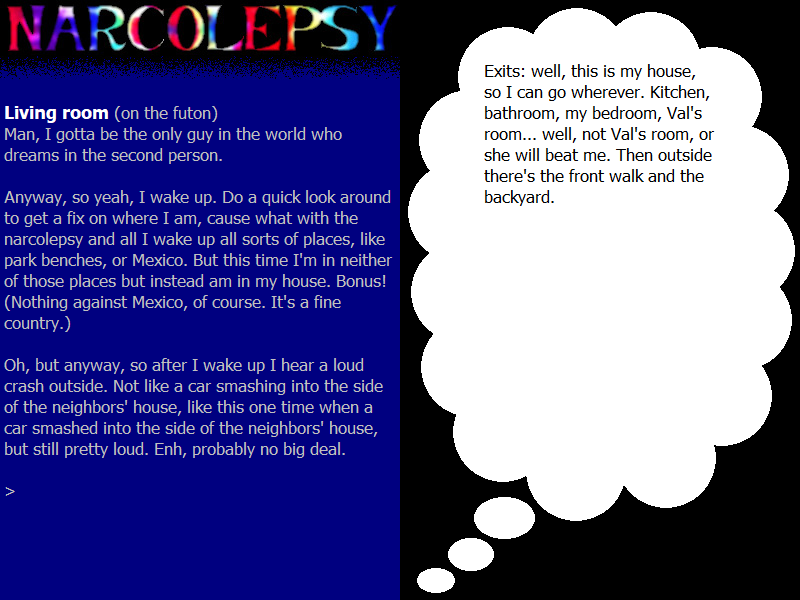 NARCOLEPSY
Living room (on the futon)
Man, I gotta be the only guy in the world who
dreams in the second person.
Anyway, so yeah, I wake up. Do a quick look around
to get a fix on where I am, cause what with the
narcolepsy and all I wake up all sorts of places, like
park benches, or Mexico. But this time I'm in neither
of those places but instead am in my house. Bonus!
(Nothing against Mexico, of course. It's a fine
country.)
Oh, but anyway, so after I wake up I hear a loud
crash outside. Not like a car smashing into the side
of the neighbors' house, like this one time when a
car smashed into the side of the neighbors' house,
but still pretty loud. Enh, probably no big deal.
>
Exits: well, this is my house,
so I can go wherever. Kitchen,
bathroom, my bedroom, Val's
room... well, not Val's room, or
she will beat me. Then outside
there's the front walk and the
backyard.